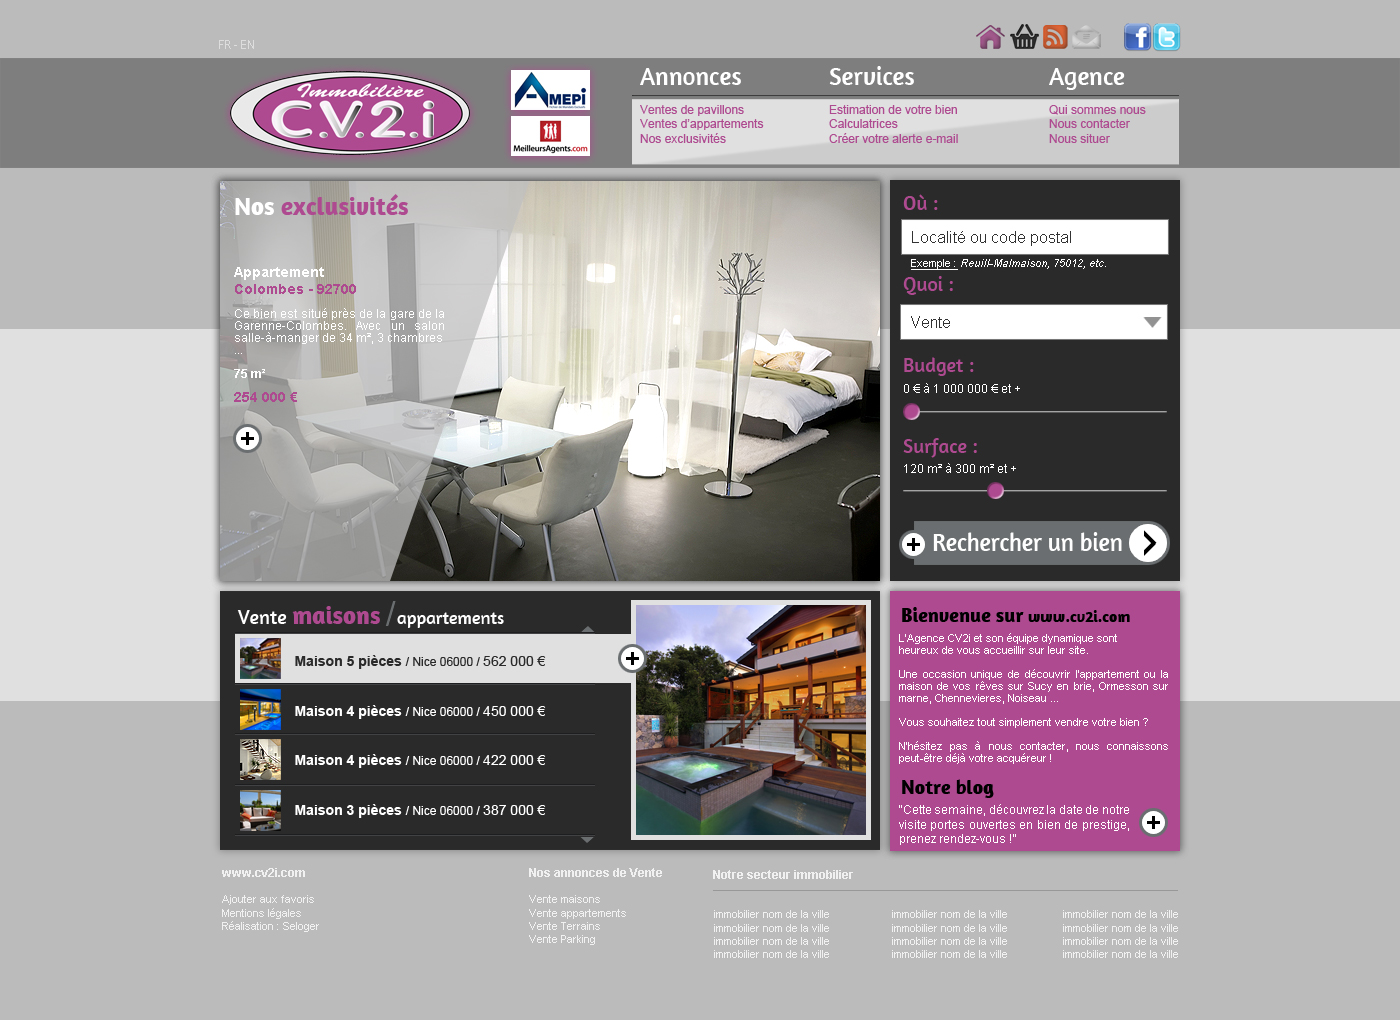 FR - EN
Immobilière
C.V.2.i
AMEPI
MeilleursAgents.com
Annonces
Ventes de pavillons
Ventes d'appartements
Nos exclusivités
Services
Estimation de votre bien
Calculatrices
Créer votre alerte e-mail
Agence
Qui sommes nous
Nous contacter
Nous situer
Nos exclusivités
Appartement
Colombes - 92700
Ce bien est situé près de la gare de la
Garenne-Colombes. Avec un salon
salle-à-manger de 34 m², 3 chambres
...
75 m²
254 000 €
Où :
Localité ou code postal
Exemple : Reuill-Malmaison, 75012, etc.
Quoi :
Vente
Budget :
0 € à 1 000 000 € et +
Surface :
120 m² à 300 m² et +
Rechercher un bien
Vente maisons / appartements
Maison 5 pièces / Nice 06000 / 562 000 €
Maison 4 pièces / Nice 06000 / 450 000 €
Maison 4 pièces / Nice 06000 / 422 000 €
Maison 3 pièces / Nice 06000 / 387 000 €
Bienvenue sur www.cv2i.com
L'Agence CV2i et son équipe dynamique sont
heureux de vous accueillir sur leur site.
Une occasion unique de découvrir l'appartement ou la
maison de vos rêves sur Sucy en brie, Ormesson sur
marne, Chennevieres, Noiseau ...
Vous souhaitez tout simplement vendre votre bien ?
N'hésitez pas à nous contacter, nous connaissons
peut-être déjà votre acquéreur !
Notre blog
"Cette semaine, découvrez la date de notre
visite portes ouvertes en bien de prestige,
prenez rendez-vous !"
www.cv2i.com
Ajouter aux favoris
Mentions légales
Réalisation : Seloger
Nos annonces de Vente
Vente maisons
Vente appartements
Vente Terrains
Vente Parking
Notre secteur immobilier
immobilier nom de la ville
immobilier nom de la ville
immobilier nom de la ville
immobilier nom de la ville
immobilier nom de la ville
immobilier nom de la ville
immobilier nom de la ville
immobilier nom de la ville
immobilier nom de la ville
immobilier nom de la ville
immobilier nom de la ville
immobilier nom de la ville